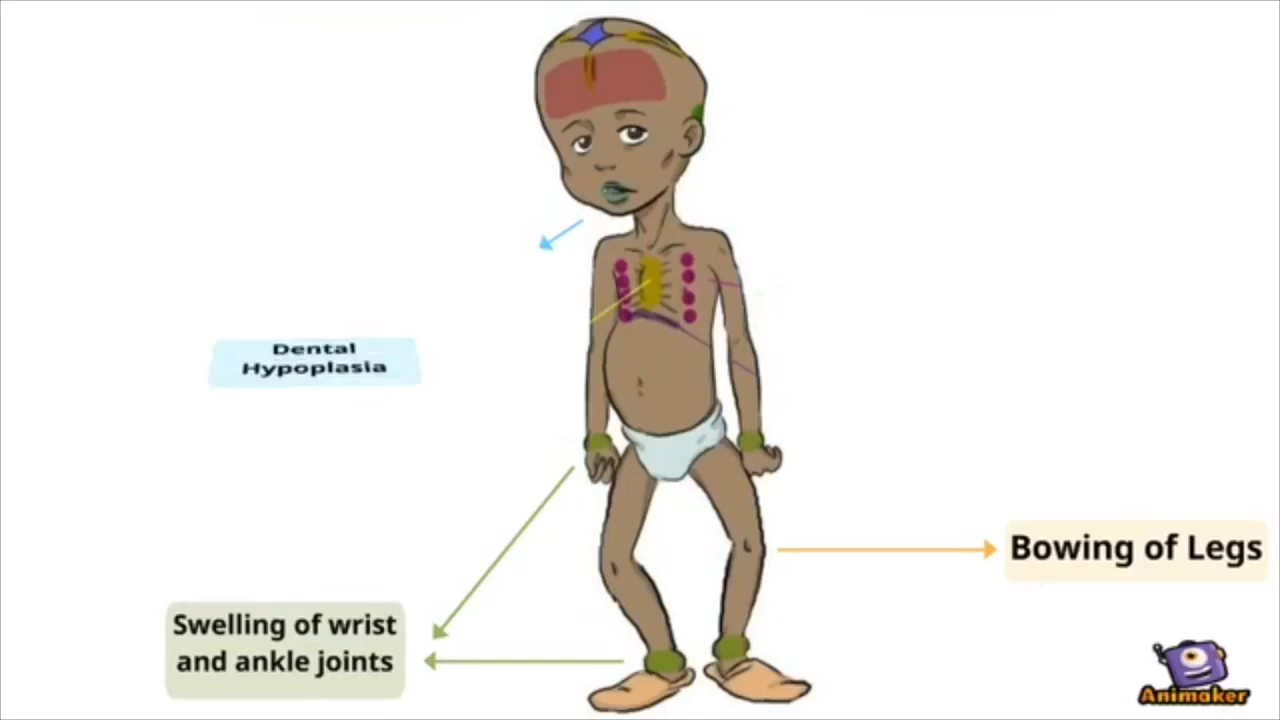 Dental
Hypoplasia
Bowing of Legs
Swelling of wrist
and ankle joints
Animaker